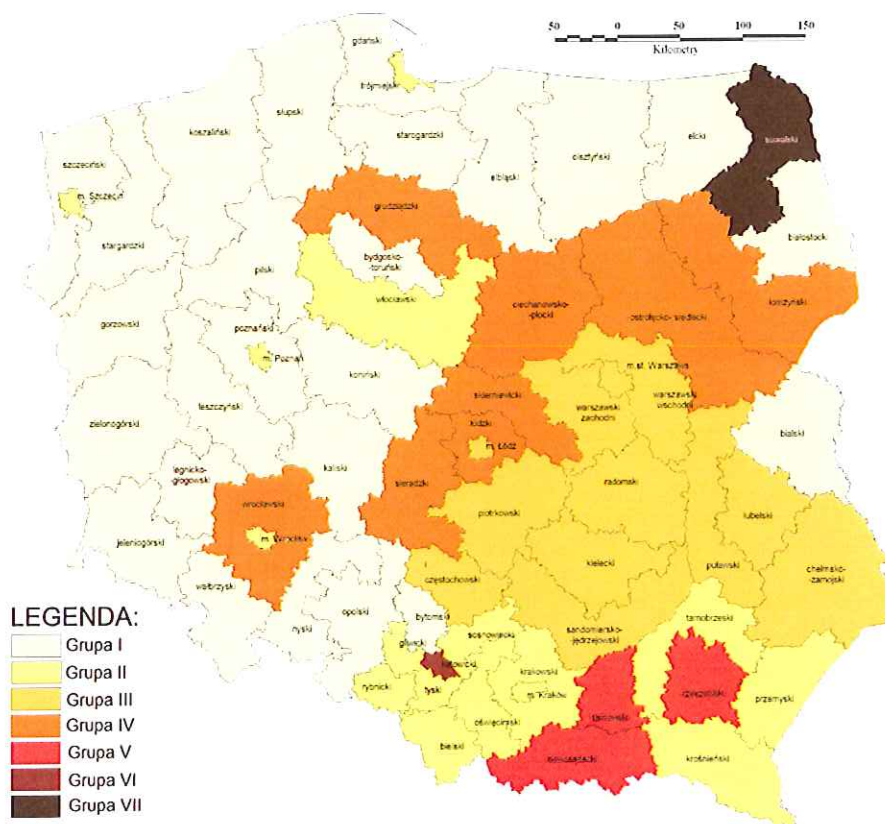 50 0 50 100 150
Kilometry
gdański
trójmiejski
słupski
koszaliński
starogardzki
elbląski
olsztyński
ełcki
suwalski
szczeciński
m. Szczecin
stargardzki
grudziądzki
białostocki
bydgosko-
toruński
pilski
włocławski
ciechanowsko-
-płocki
ostrołęcko-siedlecki
łomżyński
gorzowski
poznański
m. Poznań
koniński
skierniewicki
m.st. Warszawa
warszawski
zachodni
warszawski
wschodni
leszczyński
zielonogórski
łódzki
m. Łódź
bialski
kaliski
legnicko-
głogowski
sieradzki
radomski
wrocławski
m. Wrocław
piotrkowski
lubelski
jeleniogórski
kielecki
puławski
chełmsko-
zamojski
wałbrzyski
częstochowski
opolski
nyski
bytomski
sandomiersko-
-jędrzejowski
tarnobrzeski
gliwicki
sosnowiecki
katowicki
krakowski
m. Kraków
rybnicki
tyski
rzeszowski
przemyski
oświęcimski
tarnowski
bielski
nowosądecki
krośnieński
LEGENDA:
Grupa I
Grupa II
Grupa III
Grupa IV
Grupa V
Grupa VI
Grupa VII